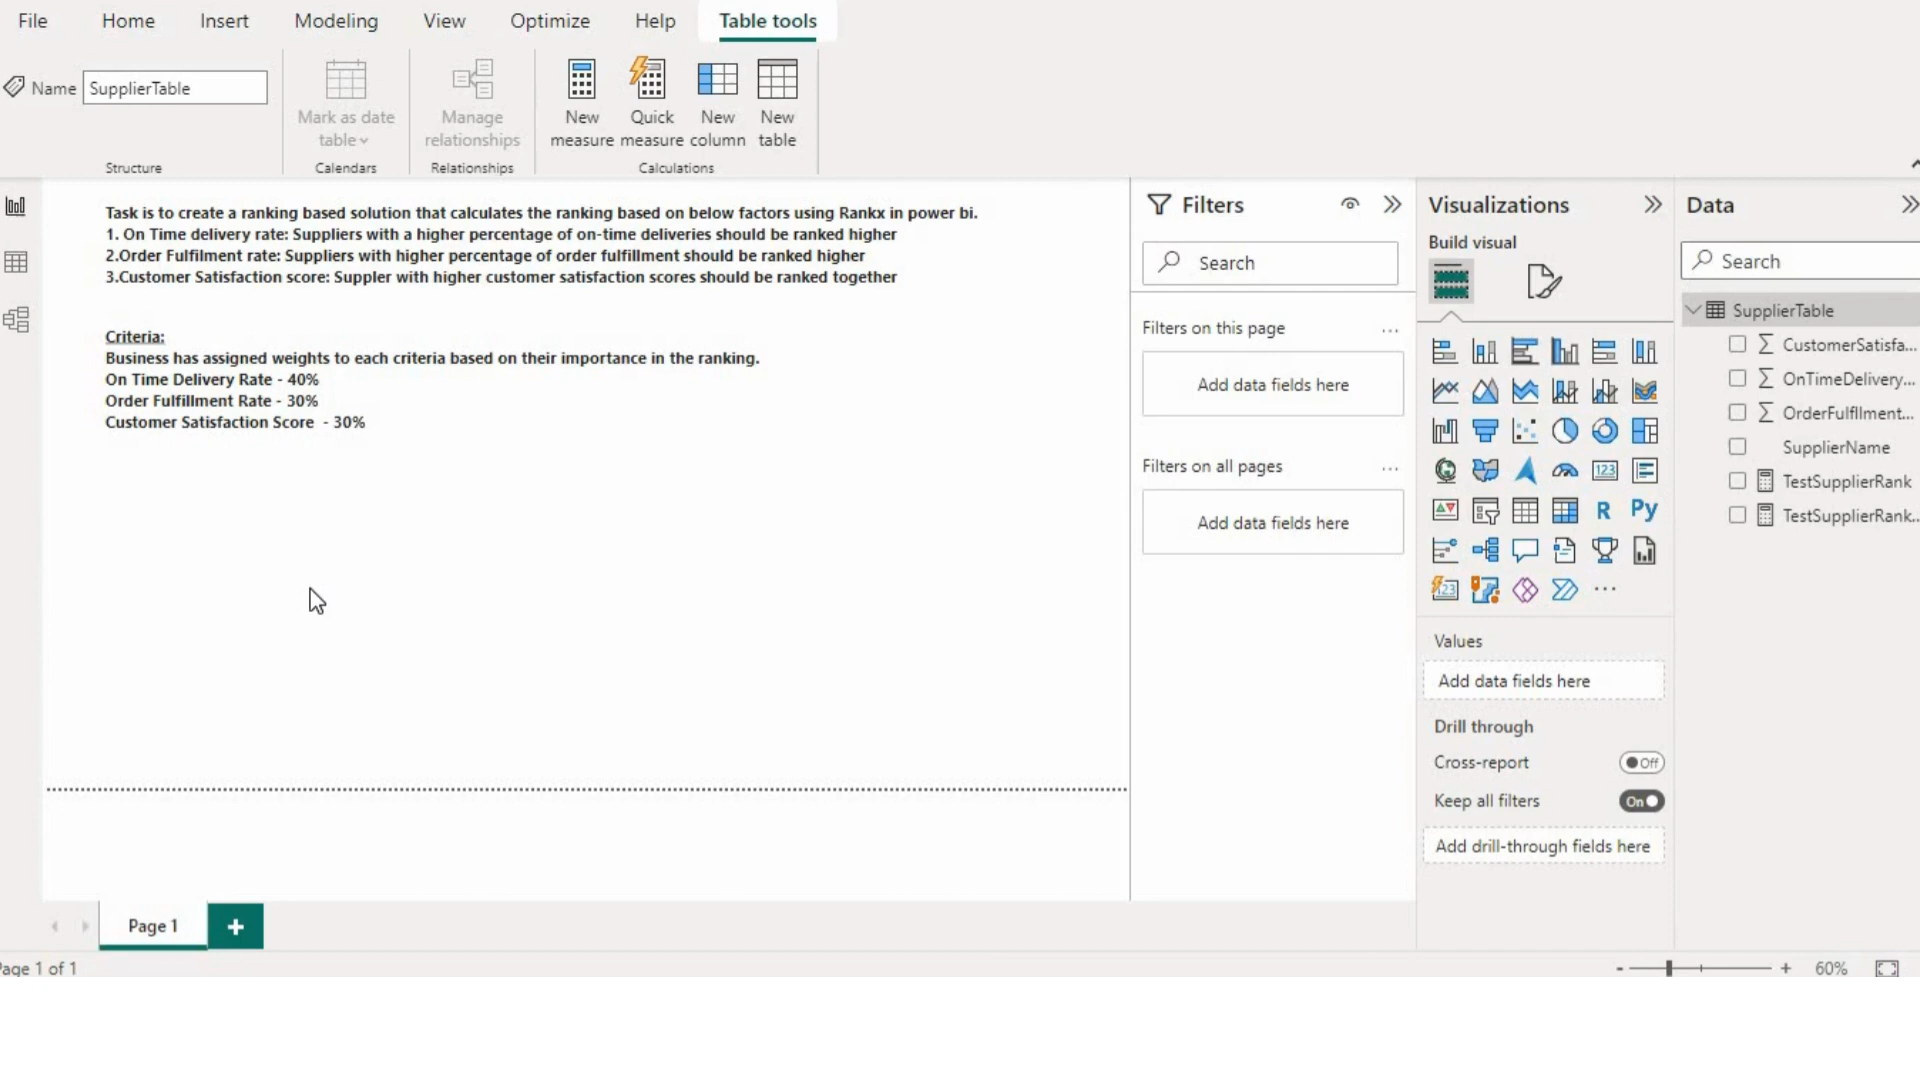 File Home Insert Modeling View Optimize Help Table tools
Name SupplierTable
Mark as date table
Manage relationships
New measure
Quick measure
New column
New table
Structure Calendars Relationships Calculations
Task is to create a ranking based solution that calculates the ranking based on below factors using Rankx in power bi.
1. On Time delivery rate: Suppliers with a higher percentage of on-time deliveries should be ranked higher
2.Order Fulfilment rate: Suppliers with higher percentage of order fulfillment should be ranked higher
3.Customer Satisfaction score: Suppler with higher customer satisfaction scores should be ranked together
Criteria:
Business has assigned weights to each criteria based on their importance in the ranking.
On Time Delivery Rate - 40%
Order Fulfillment Rate - 30%
Customer Satisfaction Score - 30%
Filters
Search
Filters on this page ...
Add data fields here
Filters on all pages ...
Add data fields here
Visualizations
Build visual
123
R Py
123
...
Values
Add data fields here
Drill through
Cross-report Off
Keep all filters On
Add drill-through fields here
Data
Search
SupplierTable
CustomerSatisfa...
OnTimeDelivery...
OrderFulfllment...
SupplierName
TestSupplierRank
TestSupplierRank...
Page 1 +
Page 1 of 1
- + 60%